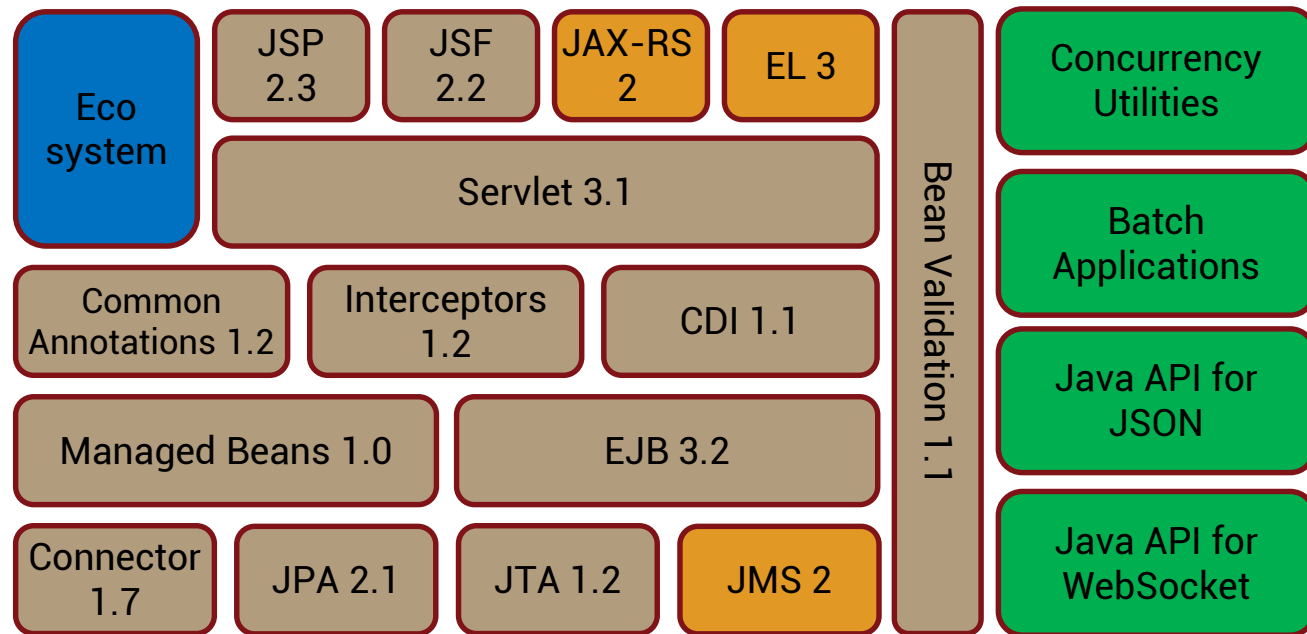 Eco
system
JSP
2.3
JSF
2.2
JAX-RS
2
EL 3
Servlet 3.1
Common
Annotations 1.2
Interceptors
1.2
CDI 1.1
Managed Beans 1.0
EJB 3.2
Connector
1.7
JPA 2.1
JTA 1.2
JMS 2
Bean Validation 1.1
Concurrency
Utilities
Batch
Applications
Java API for
JSON
Java API for
WebSocket